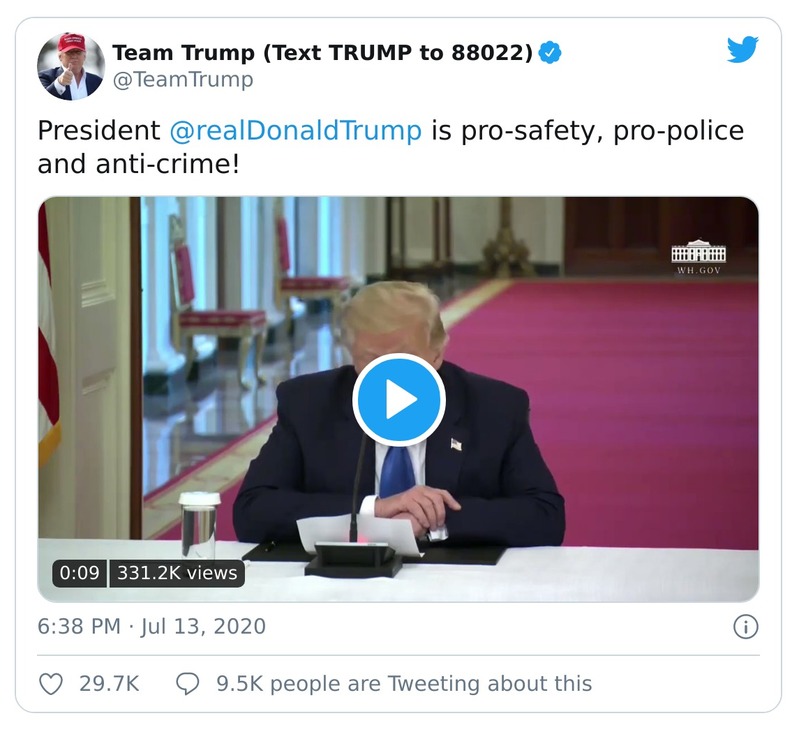 Team Trump (Text TRUMP to 88022)
@TeamTrump
President @realDonaldTrump is pro-safety, pro-police
and anti-crime!
WH.GOV
0:09 331.2K views
6:38 PM · Jul 13, 2020
29.7K 9.5K people are Tweeting about this